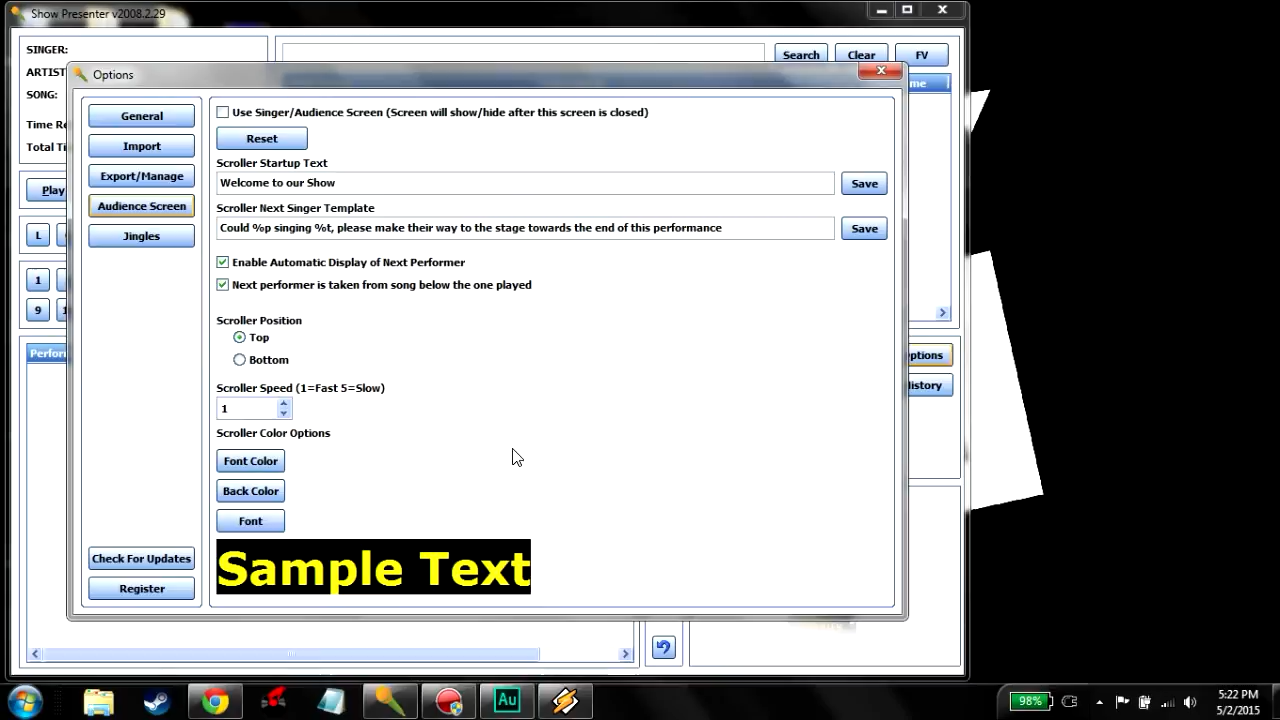 Show Presenter v2008.2.29
SINGER:
ARTIST
SONG:
Time Re
Total Ti
Search
Clear
FV
me
Options
General
Import
Export/Manage
Audience Screen
Jingles
Check For Updates
Register
Use Singer/Audience Screen (Screen will show/hide after this screen is closed)
Reset
Scroller Startup Text
Welcome to our Show
Save
Scroller Next Singer Template
Could %p singing %t, please make their way to the stage towards the end of this performance
Save
Enable Automatic Display of Next Performer
Next performer is taken from song below the one played
Scroller Position
Top
Bottom
Scroller Speed (1=Fast 5=Slow)
1
Scroller Color Options
Font Color
Back Color
Font
Sample Text
Play
L
1
9
1
Perform
ptions
istory
98%
Au
5:22 PM
5/2/2015